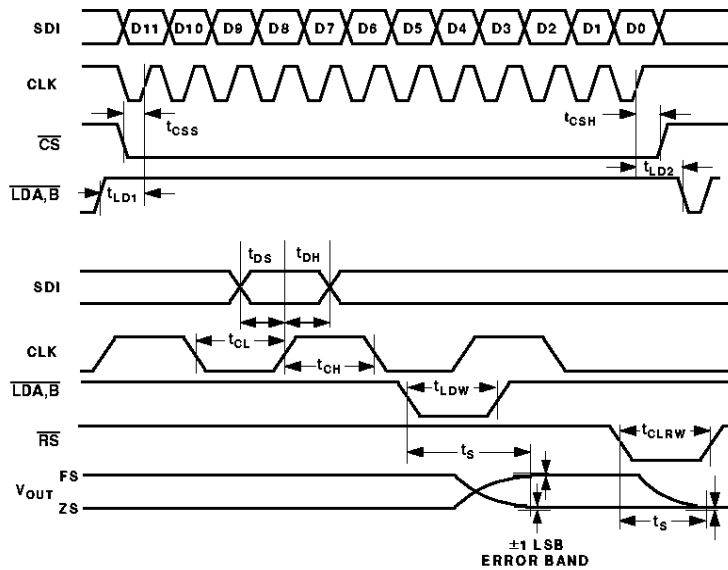 SDI D11 D10 D9 D8 D7 D6 D5 D4 D3 D2 D1 D0
CLK
tCSS tCSH
CS
tLD2
LDA,B tLD1
tDS tDH
SDI
CLK tCL
tCH
LDA,B tLDW
RS tCLRW
tS
FS
VOUT
ZS
tS
±1 LSB
ERROR BAND